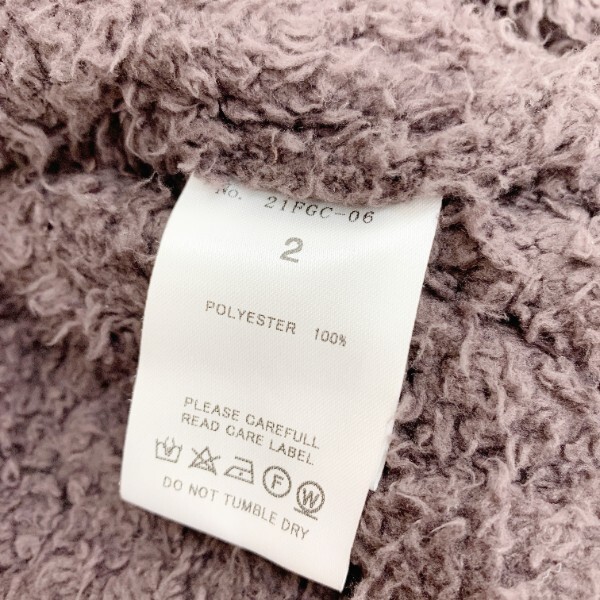 No. 21FGC-06
2
POLYESTER 100%
PLEASE CAREFULL
READ CARE LABEL
F W
DO NOT TUMBLE DRY